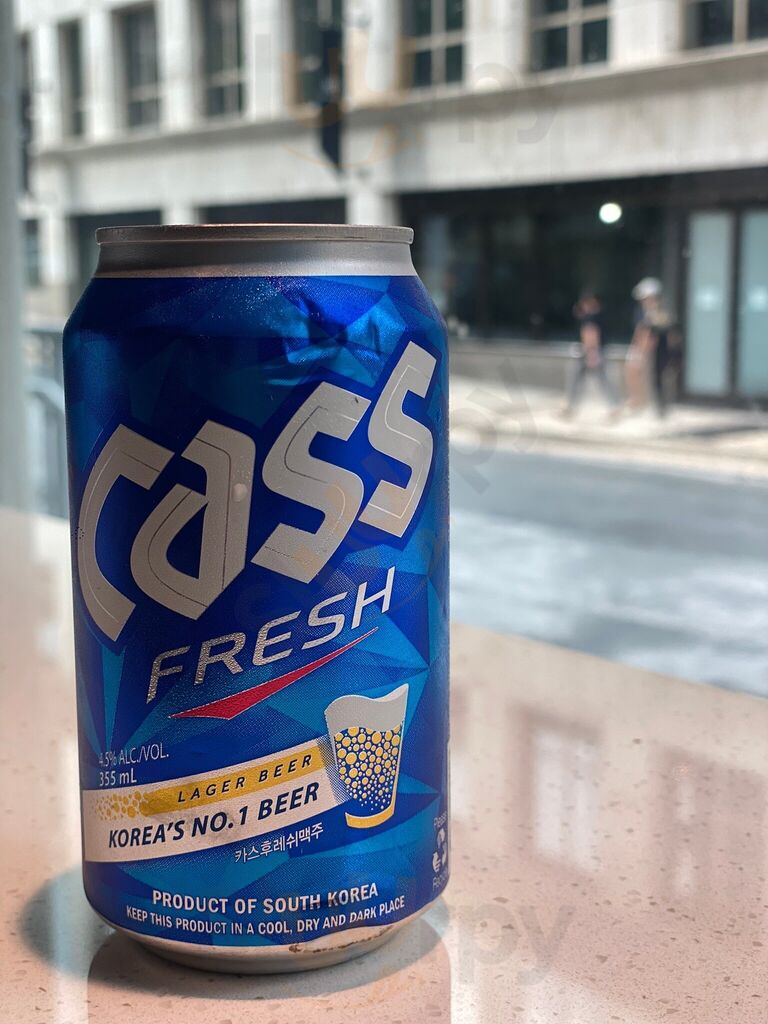 Cass
FRESH
4.5% ALC./VOL.
355 mL
LAGER BEER
KOREA'S NO.1 BEER
카스후레쉬맥주
PRODUCT OF SOUTH KOREA
KEEP THIS PRODUCT IN A COOL, DRY AND DARK PLACE